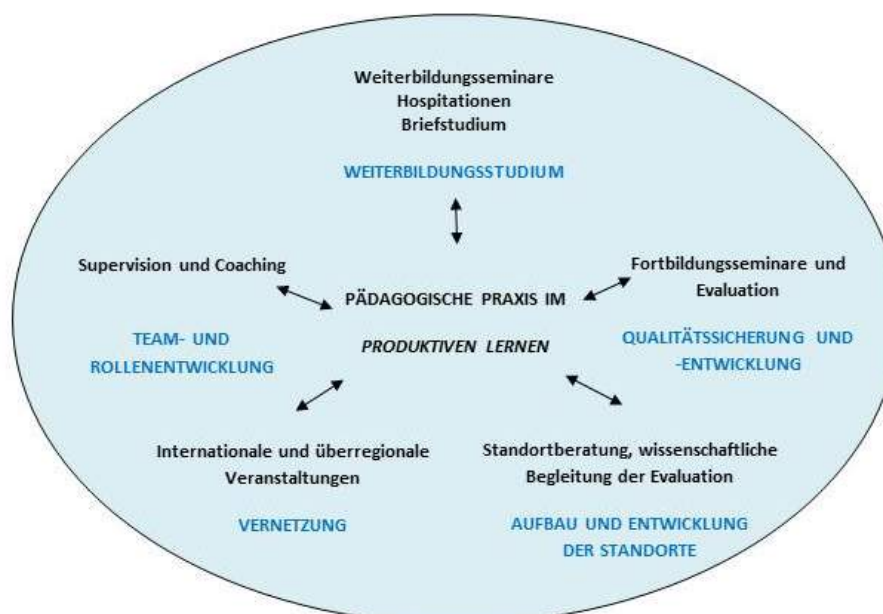 Weiterbildungsseminare
Hospitationen
Briefstudium
WEITERBILDUNGSSTUDIUM
Supervision und Coaching
TEAM- UND
ROLLENENTWICKLUNG
PÄDAGOGISCHE PRAXIS IM
PRODUKTIVEN LERNEN
Fortbildungsseminare und
Evaluation
QUALITÄTSSICHERUNG UND
-ENTWICKLUNG
Internationale und überregionale
Veranstaltungen
VERNETZUNG
Standortberatung, wissenschaftliche
Begleitung der Evaluation
AUFBAU UND ENTWICKLUNG
DER STANDORTE